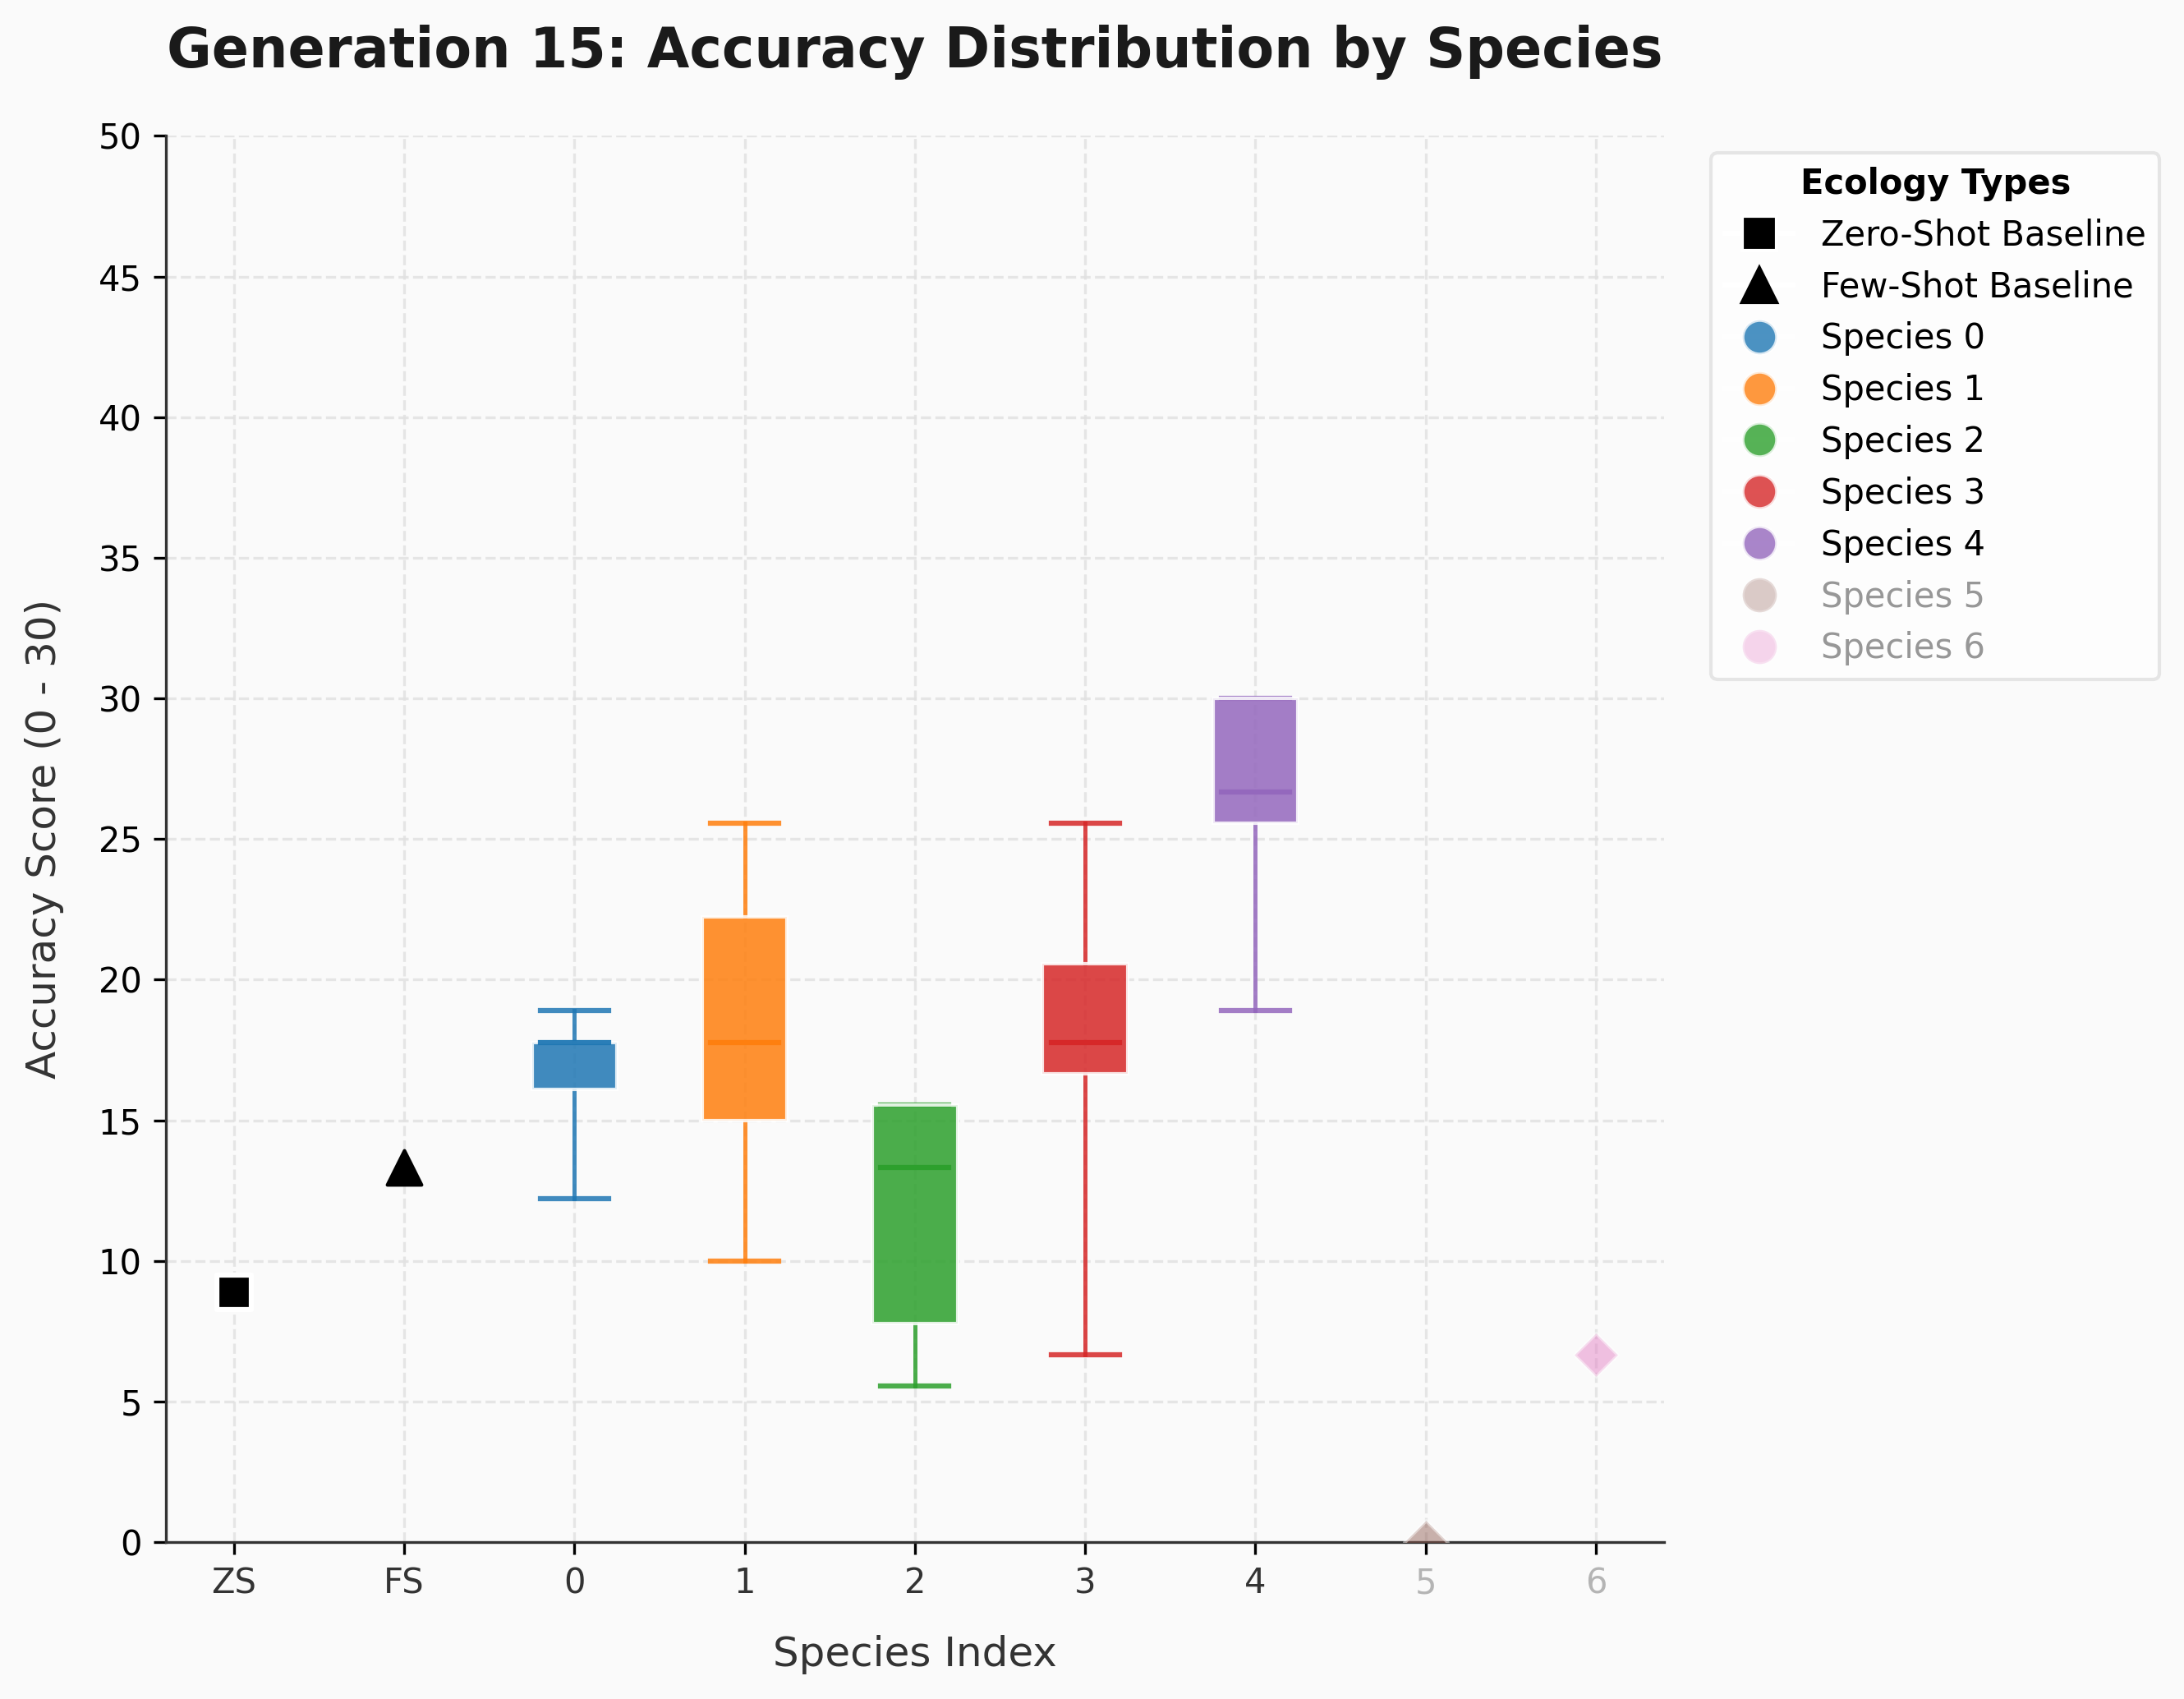 Generation 15: Accuracy Distribution by Species
50
45
40
35
30
25
20
15
10
5
0
Accuracy Score (0 - 30)
ZS FS 0 1 2 3 4 5 6
Species Index
Ecology Types
Zero-Shot Baseline
Few-Shot Baseline
Species 0
Species 1
Species 2
Species 3
Species 4
Species 5
Species 6